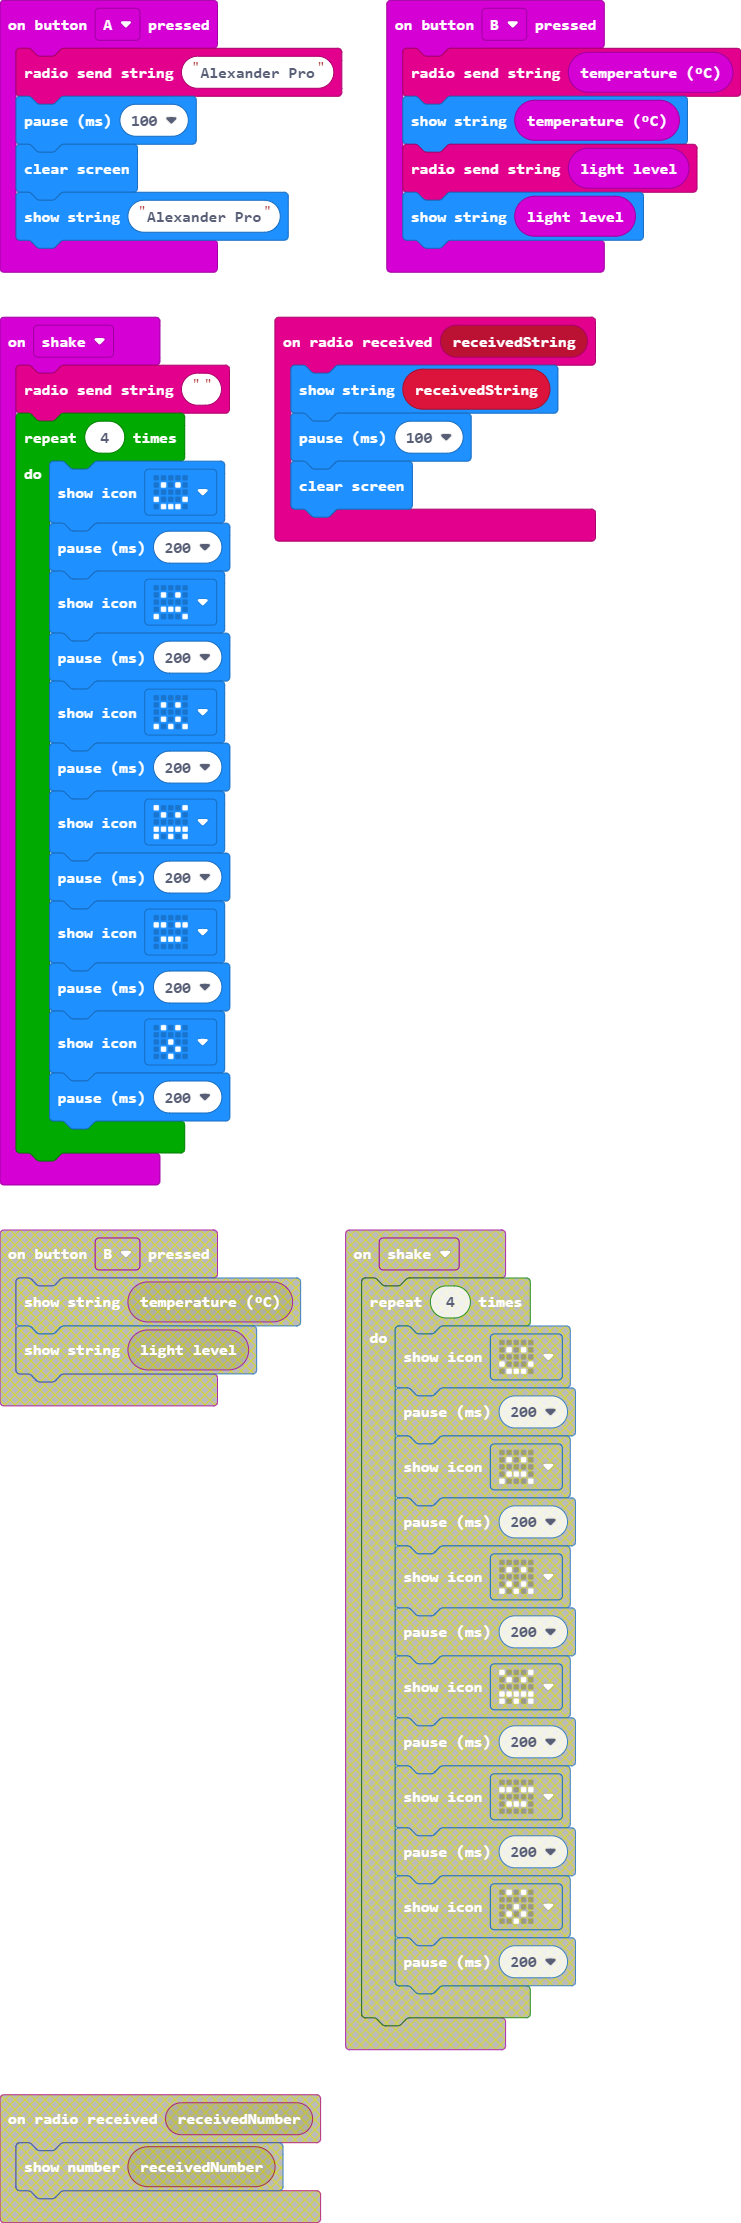 on button A pressed
radio send string "Alexander Pro"
pause (ms) 100
clear screen
show string "Alexander Pro"
on button B pressed
radio send string temperature (ºC)
show string temperature (ºC)
radio send string light level
show string light level
on shake
radio send string " "
repeat 4 times
do
show icon
pause (ms) 200
show icon
pause (ms) 200
show icon
pause (ms) 200
show icon
pause (ms) 200
show icon
pause (ms) 200
show icon
pause (ms) 200
on radio received receivedString
show string receivedString
pause (ms) 100
clear screen
on button B pressed
show string temperature (ºC)
show string light level
on shake
repeat 4 times
do
show icon
pause (ms) 200
show icon
pause (ms) 200
show icon
pause (ms) 200
show icon
pause (ms) 200
show icon
pause (ms) 200
show icon
pause (ms) 200
on radio received receivedNumber
show number receivedNumber